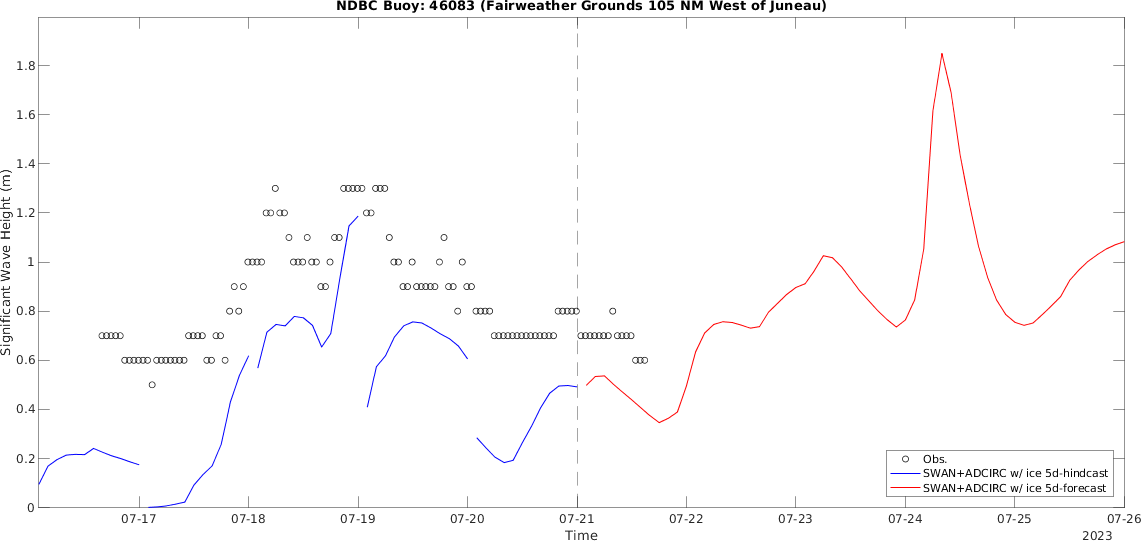 NDBC Buoy: 46083 (Fairweather Grounds 105 NM West of Juneau)
Significant Wave Height (m)
1.8
1.6
1.4
1.2
1
0.8
0.6
0.4
0.2
0
Obs.
SWAN+ADCIRC w/ ice 5d-hindcast
SWAN+ADCIRC w/ ice 5d-forecast
07-17 07-18 07-19 07-20 07-21 07-22 07-23 07-24 07-25 07-26
Time
2023